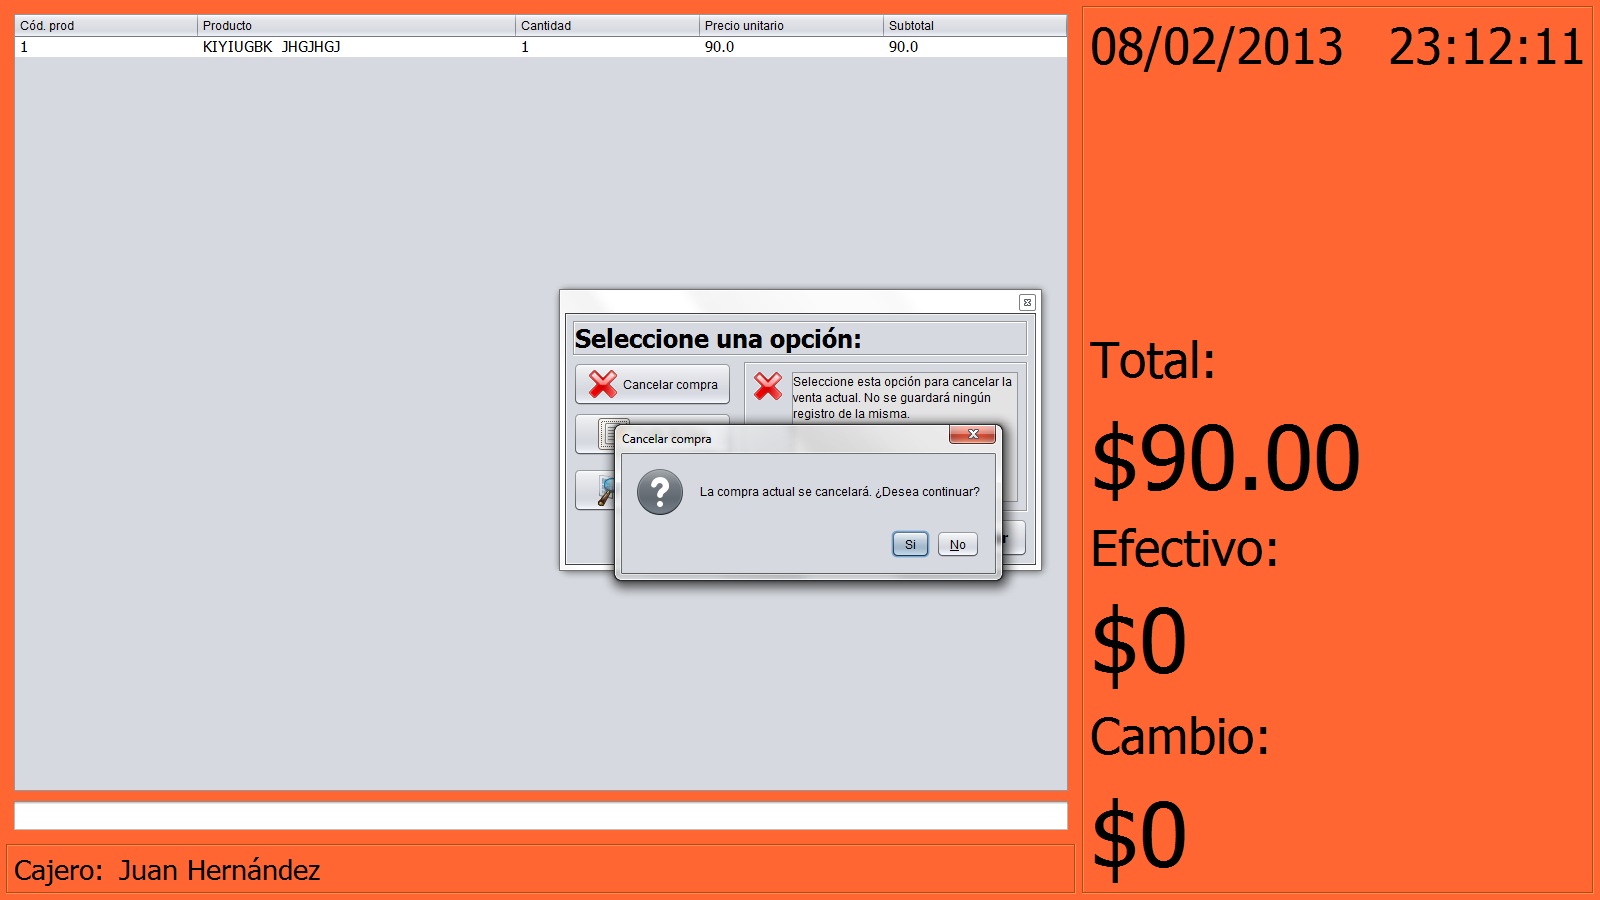 Cód. prod Producto Cantidad Precio unitario Subtotal
1 KIYIUGBK JHGJHGJ 1 90.0 90.0
08/02/2013 23:12:11
Seleccione una opción:
Cancelar compra
Seleccione esta opción para cancelar la
venta actual. No se guardará ningún
registro de la misma.
Cancelar compra
La compra actual se cancelará. ¿Desea continuar?
Si No
Total:
$90.00
Efectivo:
$0
Cambio:
$0
Cajero: Juan Hernández